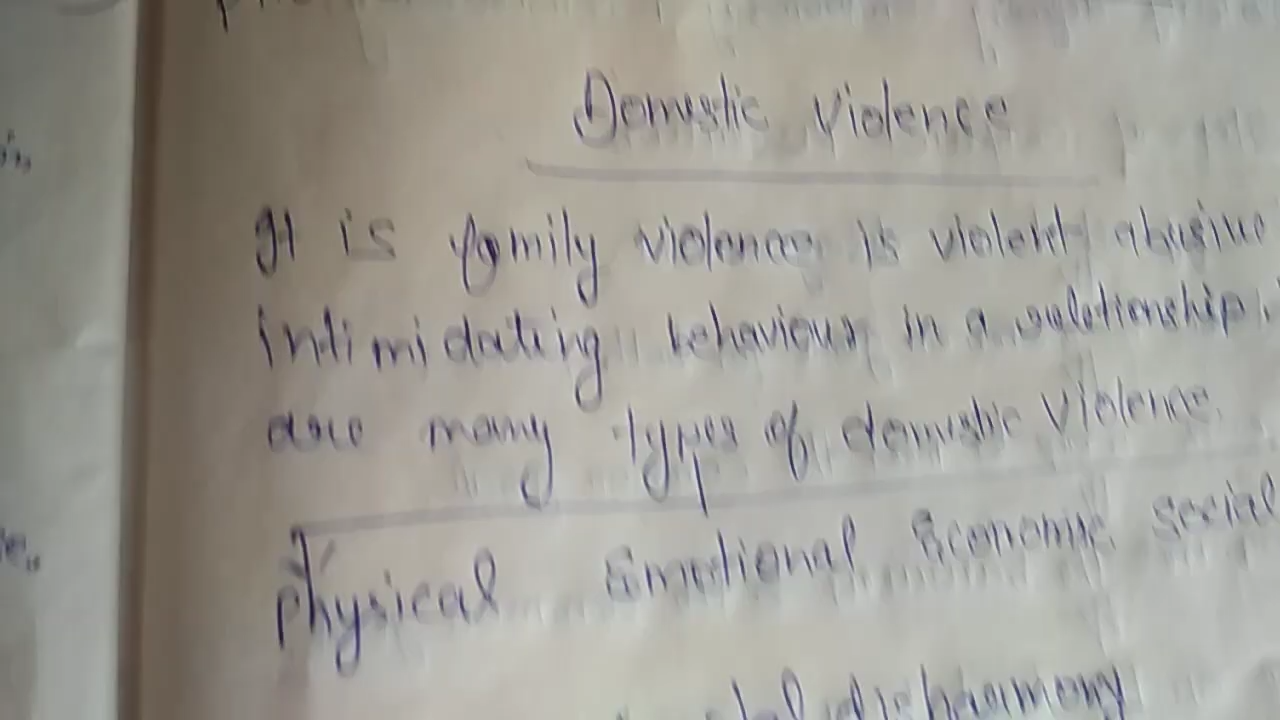 Domestic Violence
It is family violence is violent abusive
intimidating behaviour in a relationship.
are many types of domestic violence.
Physical Emotional Economic social
disharmony